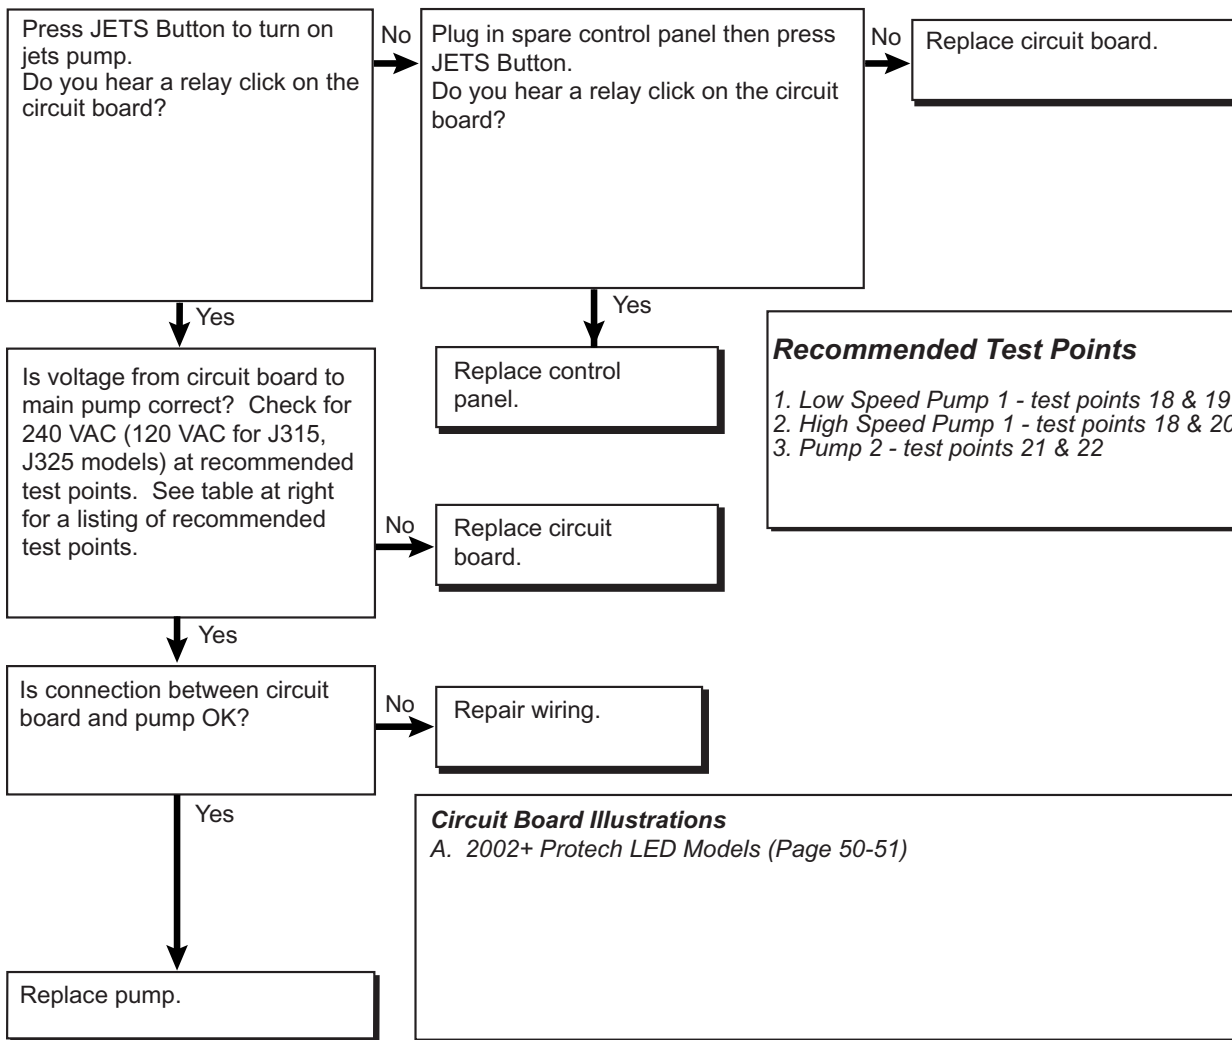 Press JETS Button to turn on
jets pump.
Do you hear a relay click on the
circuit board?
No
Plug in spare control panel then press
JETS Button.
Do you hear a relay click on the circuit
board?
No
Replace circuit board.
Yes
Yes
Replace control
panel.
Recommended Test Points
1. Low Speed Pump 1 - test points 18 & 19
2. High Speed Pump 1 - test points 18 & 20
3. Pump 2 - test points 21 & 22
Is voltage from circuit board to
main pump correct?  Check for
240 VAC (120 VAC for J315,
J325 models) at recommended
test points.  See table at right
for a listing of recommended
test points.
No
Replace circuit
board.
Yes
Is connection between circuit
board and pump OK?
No
Repair wiring.
Yes
Circuit Board Illustrations
A.  2002+ Protech LED Models (Page 50-51)
Replace pump.